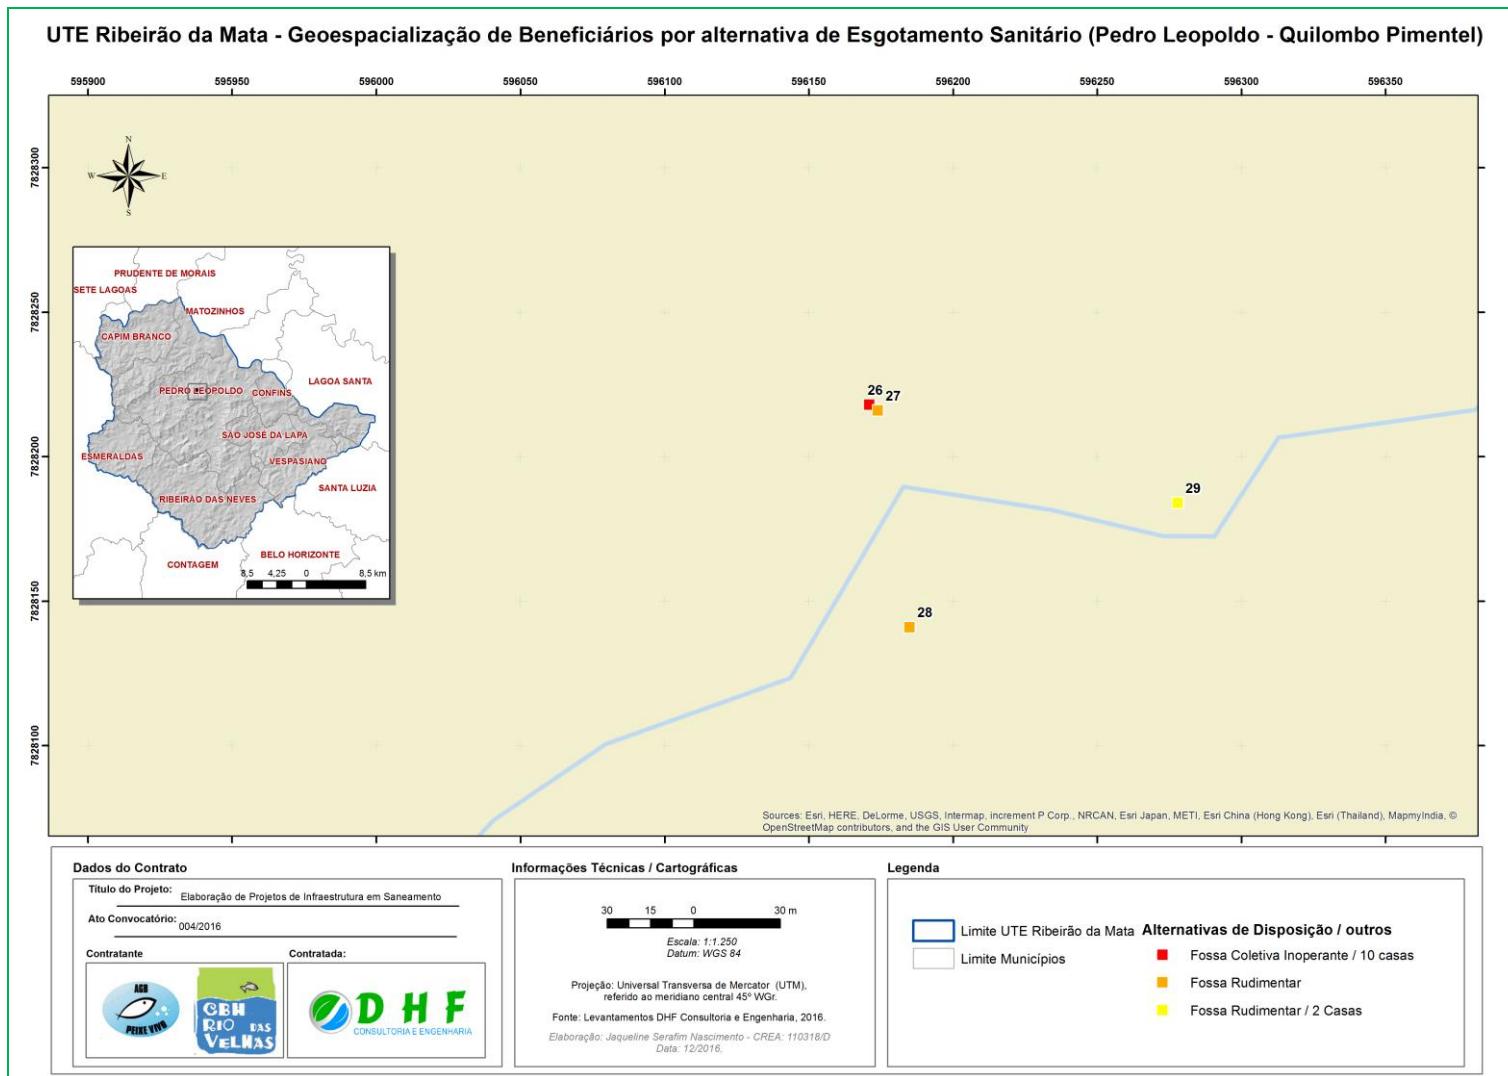 UTE Ribeirão da Mata - Geoespacialização de Beneficiários por alternativa de Esgotamento Sanitário (Pedro Leopoldo - Quilombo Pimentel)
595900 595950 596000 596050 596100 596150 596200 596250 596300 596350
7828300
7828250
7828200
7828150
7828100
N
W E
S
PRUDENTE DE MORAIS
SETE LAGOAS
MATOZINHOS
CAPIM BRANCO
LAGOA SANTA
PEDRO LEOPOLDO
CONFINS
SÃO JOSÉ DA LAPA
ESMERALDAS
VESPASIANO
SANTA LUZIA
RIBEIRÃO DAS NEVES
BELO HORIZONTE
CONTAGEM
8,5 4,25 0 8,5 km
26
27
29
28
Sources: Esri, HERE, DeLorme, USGS, Intermap, increment P Corp., NRCAN, Esri Japan, METI, Esri China (Hong Kong), Esri (Thailand), MapmyIndia, ©
OpenStreetMap contributors, and the GIS User Community
Dados do Contrato
Título do Projeto: Elaboração de Projetos de Infraestrutura em Saneamento
Ato Convocatório: 004/2016
Contratante
Contratada:
AGB
PEIXE VIVO
CBH
RIO DAS
VELHAS
DHF
CONSULTORIA E ENGENHARIA
Informações Técnicas / Cartográficas
30 15 0 30 m
Escala: 1:1.250
Datum: WGS 84
Projeção: Universal Transversa de Mercator (UTM),
referido ao meridiano central 45º WGr.
Fonte: Levantamentos DHF Consultoria e Engenharia, 2016.
Elaboração: Jaqueline Serafim Nascimento - CREA: 110318/D
Data: 12/2016.
Legenda
Limite UTE Ribeirão da Mata
Limite Municípios
Alternativas de Disposição / outros
Fossa Coletiva Inoperante / 10 casas
Fossa Rudimentar
Fossa Rudimentar / 2 Casas